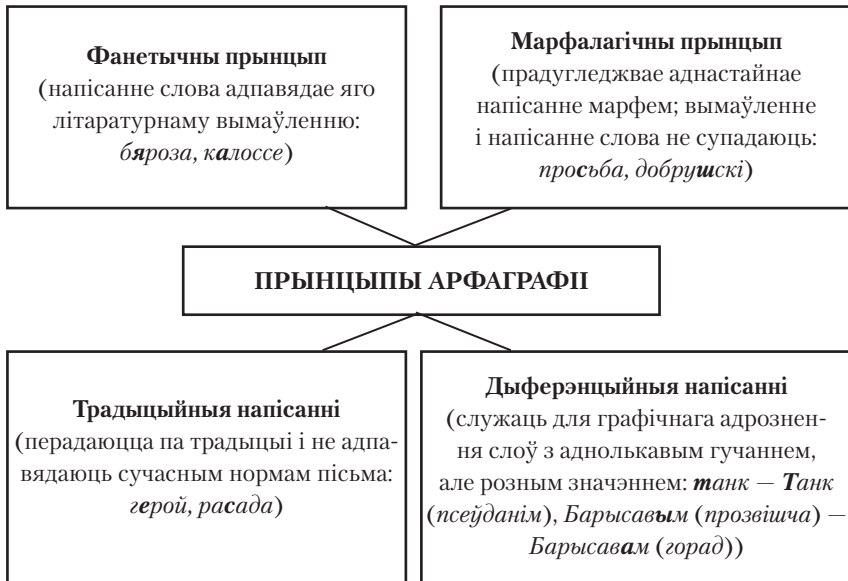 Фанетычны прынцып
(напісанне слова адпавядае яго
літаратурнаму вымаўленню:
бяроза, калоссе)
Марфалагічны прынцып
(прадугледжвае аднастайнае
напісанне марфем; вымаўленне
і напісанне слова не супадаюць:
просьба, добрушскі)
ПРЫНЦЫПЫ АРФАГРАФІІ
Традыцыйныя напісанні
(перадаюцца па традыцыі і не адпа-
вядаюць сучасным нормам пісьма:
герой, расада)
Дыферэнцыйныя напісанні
(служаць для графічнага адрознен-
ня слоў з аднолькавым гучаннем,
але розным значэннем: танк — Танк
(псеўданім), Барысавым (прозвішча) —
Барысавам (горад))